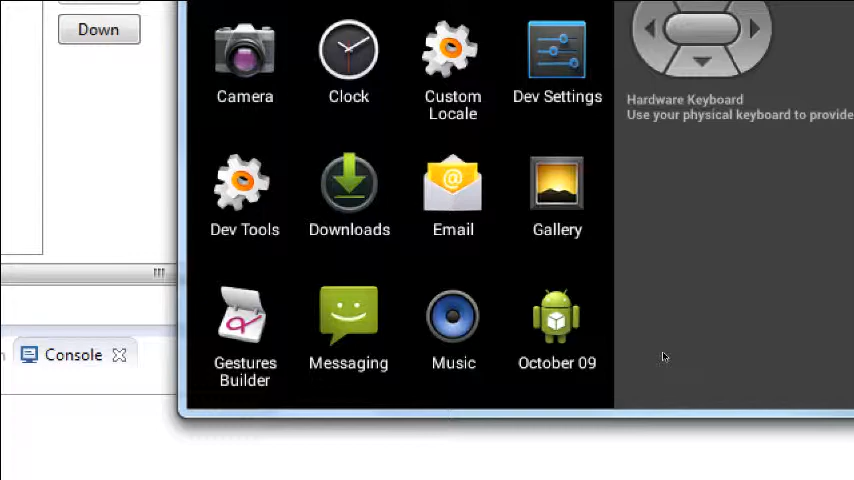 Down
Camera
Clock
Custom
Locale
Dev Settings
Hardware Keyboard
Use your physical keyboard to provide
Dev Tools
Downloads
@
Email
Gallery
Gestures
Builder
Messaging
Music
October 09
Console